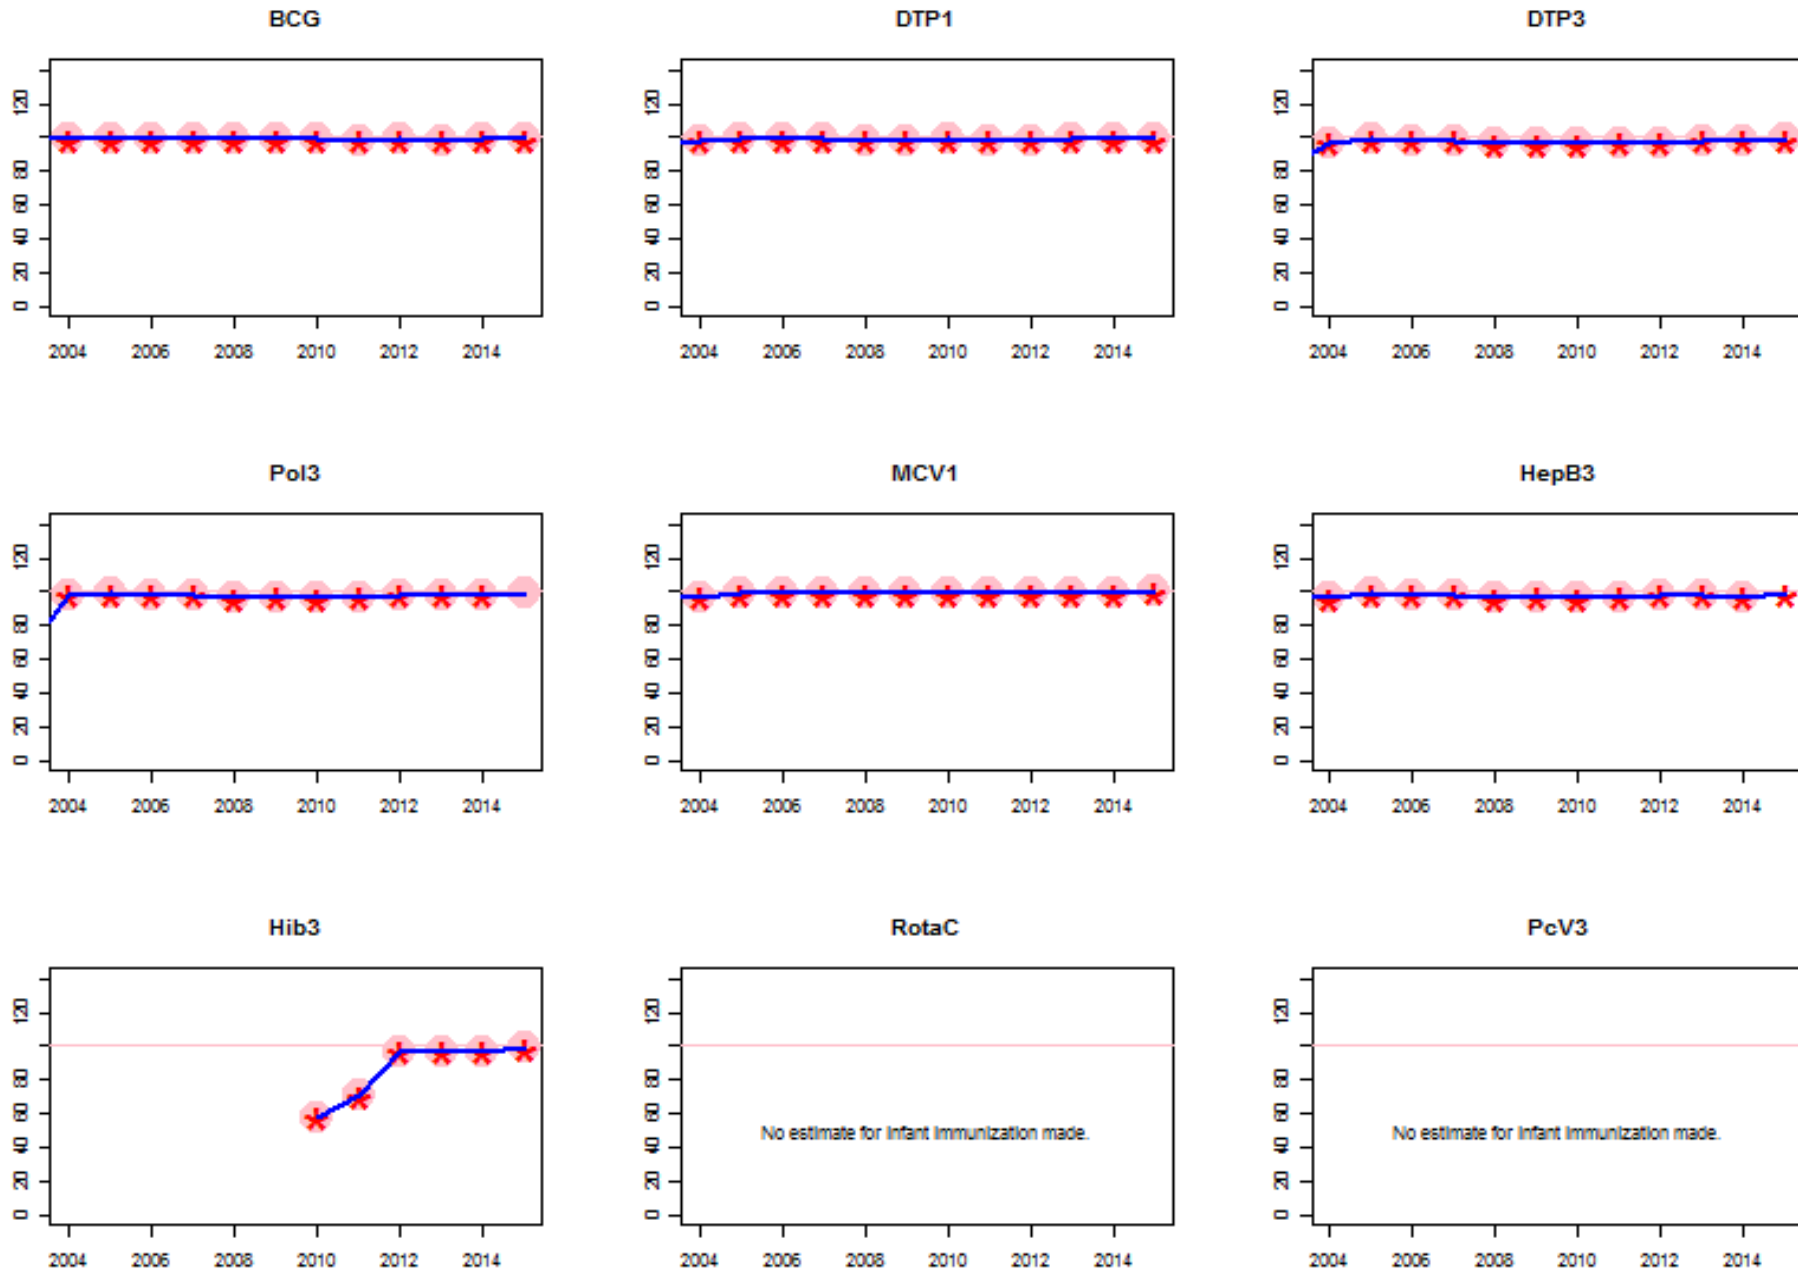 BCG DTP1 DTP3
120 120 120
80 80 80
60 60 60
40 40 40
20 20 20
0 0 0
2004 2006 2008 2010 2012 2014 2004 2006 2008 2010 2012 2014 2004 2006 2008 2010 2012 2014
Pol3 MCV1 HepB3
120 120 120
80 80 80
60 60 60
40 40 40
20 20 20
0 0 0
2004 2006 2008 2010 2012 2014 2004 2006 2008 2010 2012 2014 2004 2006 2008 2010 2012 2014
Hib3 RotaC PcV3
120 120 120
80 80 80
60 60 60
No estimate for infant immunization made. No estimate for infant immunization made.
40 40 40
20 20 20
0 0 0
2004 2006 2008 2010 2012 2014 2004 2006 2008 2010 2012 2014 2004 2006 2008 2010 2012 2014